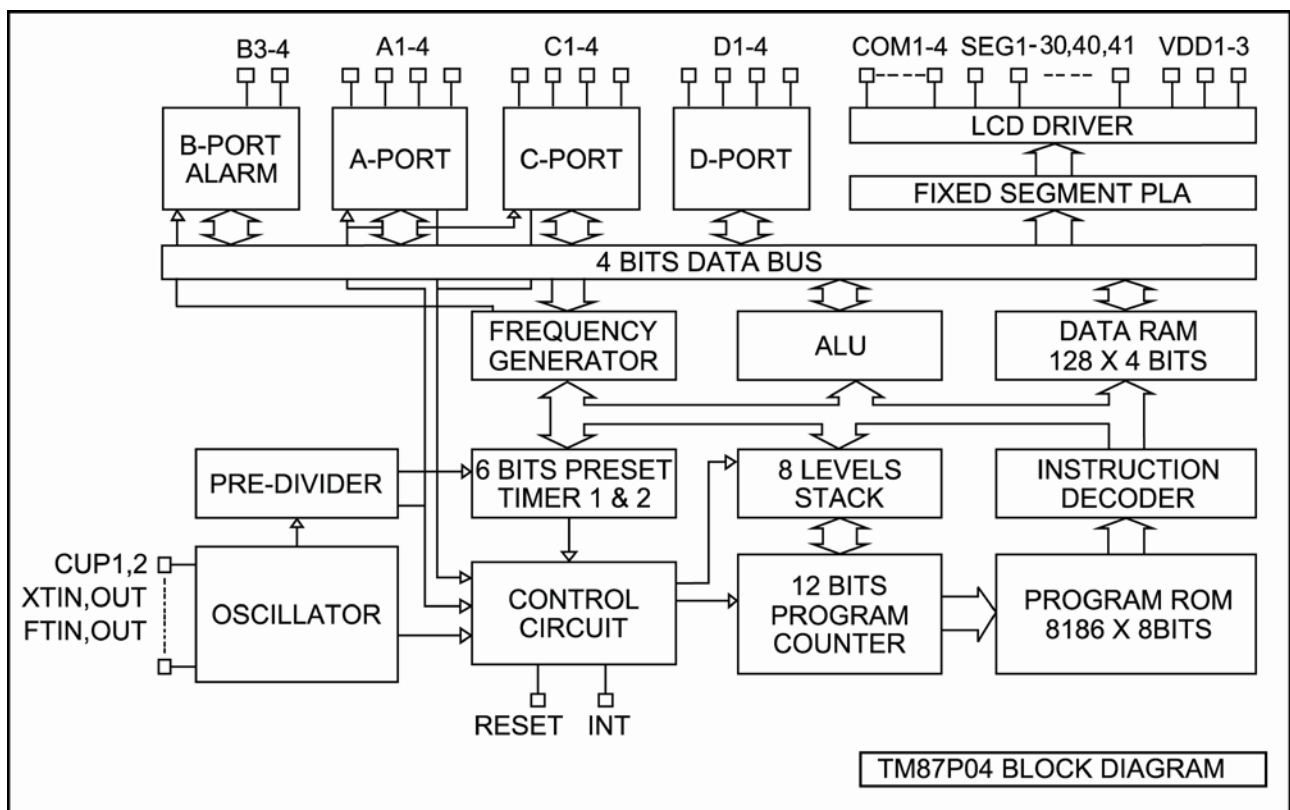 B3-4
A1-4
C1-4
D1-4
COM1-4 SEG1-30,40,41 VDD1-3
B-PORT
ALARM
A-PORT
C-PORT
D-PORT
LCD DRIVER
FIXED SEGMENT PLA
4 BITS DATA BUS
FREQUENCY
GENERATOR
ALU
DATA RAM
128 X 4 BITS
PRE-DIVIDER
6 BITS PRESET
TIMER 1 & 2
8 LEVELS
STACK
INSTRUCTION
DECODER
CUP1,2
XTIN,OUT
FTIN,OUT
OSCILLATOR
CONTROL
CIRCUIT
12 BITS
PROGRAM
COUNTER
PROGRAM ROM
8186 X 8BITS
RESET
INT
TM87P04 BLOCK DIAGRAM